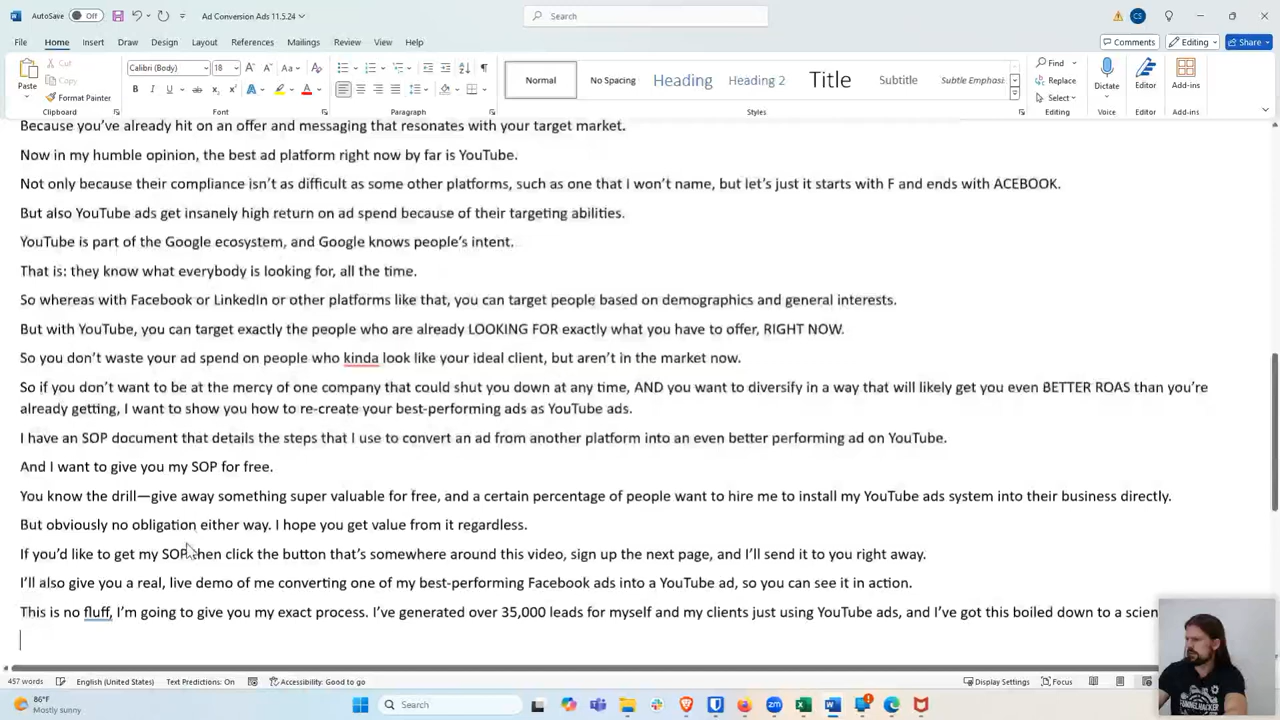 AutoSave Off Ad Conversion Ads 11.5.24 Search CS
File Home Insert Draw Design Layout References Mailings Review View Help Comments Editing Share
Paste Cut Copy Format Painter Calibri (Body) 18 Normal No Spacing Heading Heading 2 Title Subtitle Subtle Emphasi Find Replace Select Dictate Editor Add-ins
Clipboard Font Paragraph Styles Editing Voice Editor Add-ins
Because you've already hit on an offer and messaging that resonates with your target market.
Now in my humble opinion, the best ad platform right now by far is YouTube.
Not only because their compliance isn't as difficult as some other platforms, such as one that I won't name, but let's just it starts with F and ends with ACEBOOK.
But also YouTube ads get insanely high return on ad spend because of their targeting abilities.
YouTube is part of the Google ecosystem, and Google knows people's intent.
That is: they know what everybody is looking for, all the time.
So whereas with Facebook or LinkedIn or other platforms like that, you can target people based on demographics and general interests.
But with YouTube, you can target exactly the people who are already LOOKING FOR exactly what you have to offer, RIGHT NOW.
So you don't waste your ad spend on people who kinda look like your ideal client, but aren't in the market now.
So if you don't want to be at the mercy of one company that could shut you down at any time, AND you want to diversify in a way that will likely get you even BETTER ROAS than you're
already getting, I want to show you how to re-create your best-performing ads as YouTube ads.
I have an SOP document that details the steps that I use to convert an ad from another platform into an even better performing ad on YouTube.
And I want to give you my SOP for free.
You know the drill—give away something super valuable for free, and a certain percentage of people want to hire me to install my YouTube ads system into their business directly.
But obviously no obligation either way. I hope you get value from it regardless.
If you'd like to get my SOP hen click the button that's somewhere around this video, sign up the next page, and I'll send it to you right away.
I'll also give you a real, live demo of me converting one of my best-performing Facebook ads into a YouTube ad, so you can see it in action.
This is no fluff, I'm going to give you my exact process. I've generated over 35,000 leads for myself and my clients just using YouTube ads, and I've got this boiled down to a scien
457 words English (United States) Text Predictions: On Accessibility: Good to go Display Settings Focus
86°F
Mostly sunny Search